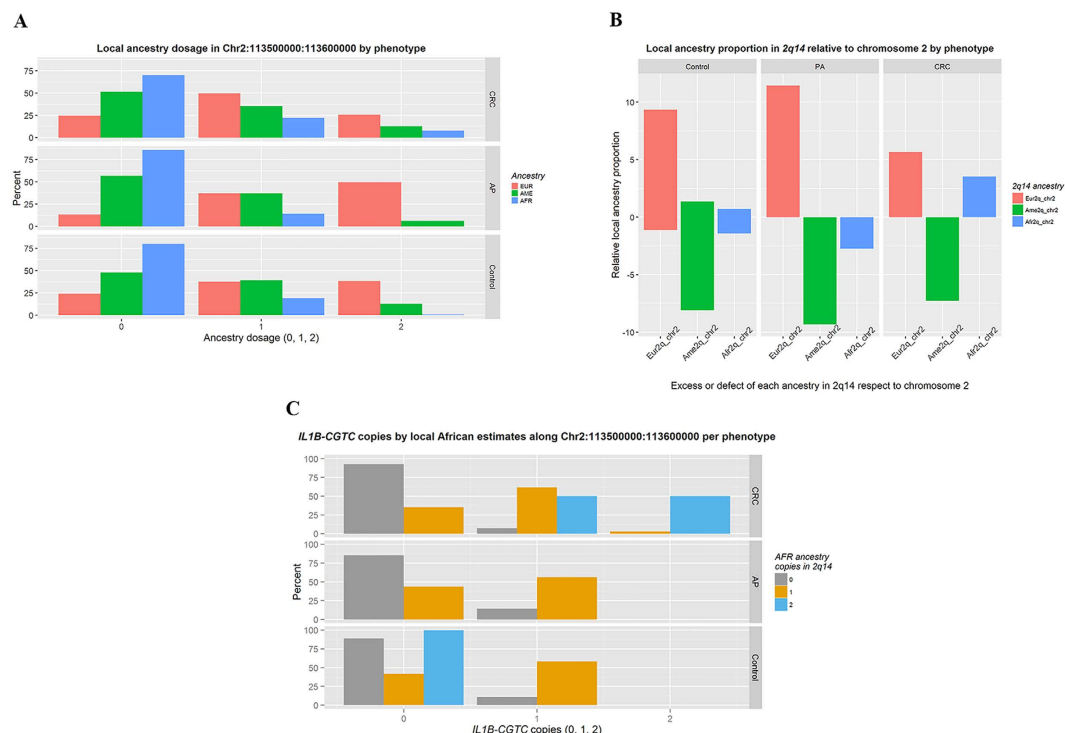 A
Local ancestry dosage in Chr2:113500000:113600000 by phenotype
75
50
25
0
CRC
75
50
25
0
AP
75
50
25
0
Control
Percent
0
1
2
Ancestry dosage (0, 1, 2)
Ancestry
EUR
AME
AFR
B
Local ancestry proportion in 2q14 relative to chromosome 2 by phenotype
Control
PA
CRC
10
5
0
-5
-10
Relative local ancestry proportion
Eur2q_chr2
Ame2q_chr2
Afr2q_chr2
Eur2q_chr2
Ame2q_chr2
Afr2q_chr2
Eur2q_chr2
Ame2q_chr2
Afr2q_chr2
Excess or defect of each ancestry in 2q14 respect to chromosome 2
2q14 ancestry
Eur2q_chr2
Ame2q_chr2
Afr2q_chr2
C
IL1B-CGTC copies by local African estimates along Chr2:113500000:113600000 per phenotype
100
75
50
25
0
CRC
100
75
50
25
0
AP
100
75
50
25
0
Control
Percent
0
1
2
IL1B-CGTC copies (0, 1, 2)
AFR ancestry
copies in 2q14
0
1
2